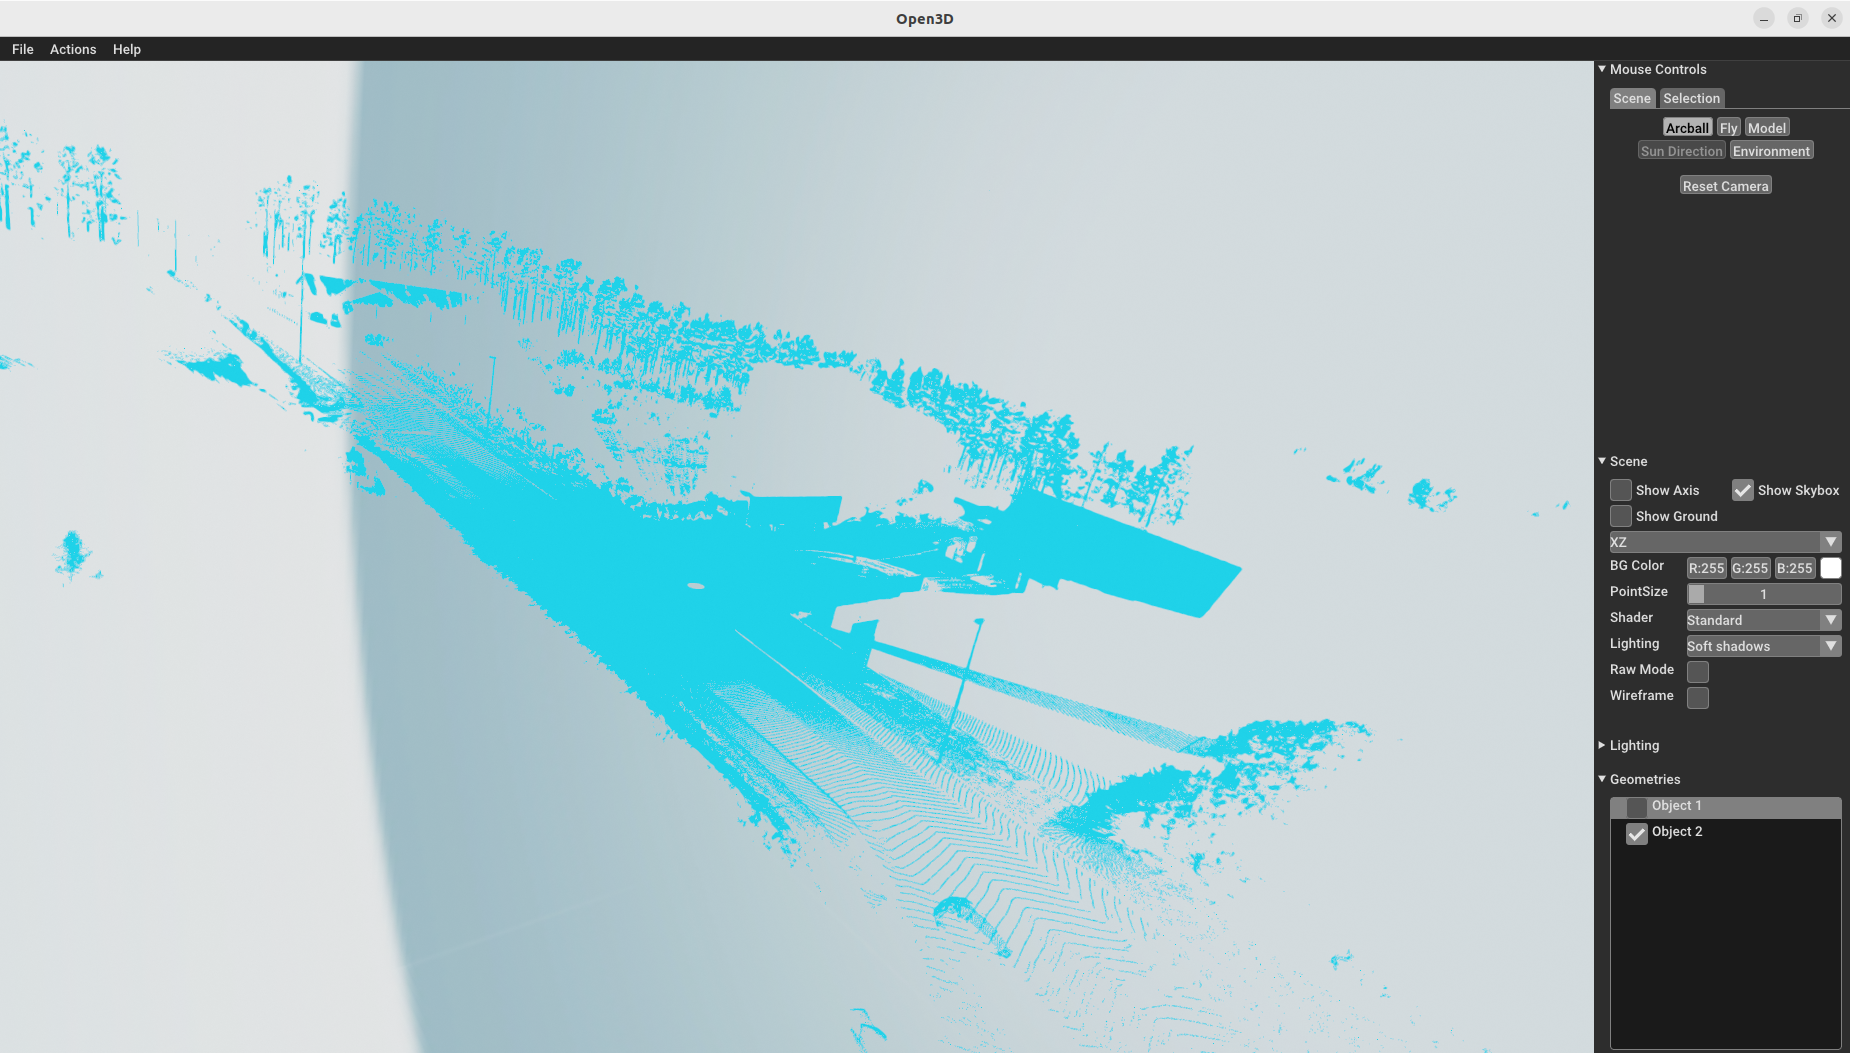 Open3D
File Actions Help
Mouse Controls
Scene Selection
Arcball Fly Model
Sun Direction Environment
Reset Camera
Scene
Show Axis Show Skybox
Show Ground
XZ
BG Color R:255 G:255 B:255
PointSize 1
Shader Standard
Lighting Soft shadows
Raw Mode
Wireframe
Lighting
Geometries
Object 1
Object 2